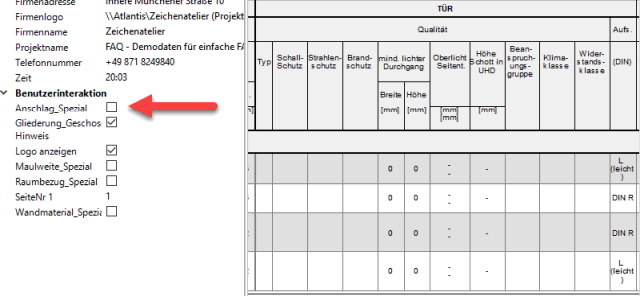 Firmenadresse Innere Münchener Straße 10
Firmenlogo \\Atlantis\Zeichenatelier (Projekt
Firmenname Zeichenatelier
Projektname FAQ - Demodaten für einfache FA
Telefonnummer +49 871 8249840
Zeit 20:03
Benutzerinteraktion
Anschlag_Spezial
Gliederung_Geschos
Hinweis
Logo anzeigen
Maulweite_Spezial
Raumbezug_Spezial
SeiteNr 1 1
Wandmaterial_Spezia
TÜR
Qualität Aufs.
Typ
Schall-
Schutz
Strahlen-
schutz
Brand-
schutz
mind. lichter
Durchgang
Oberlicht
Seitent.
Höhe
Schott in
UHD
Bean-
spruch-
ungs-
gruppe
Klima-
klasse
Wider-
stands-
klasse
(DIN)
Breite Höhe
[mm] [mm] [mm]
[mm] [mm]
0 0 - - -
L
(leicht
)
0 0 - - - DIN R
0 0 - - - DIN R
0 0 - - -
L
(leicht
)